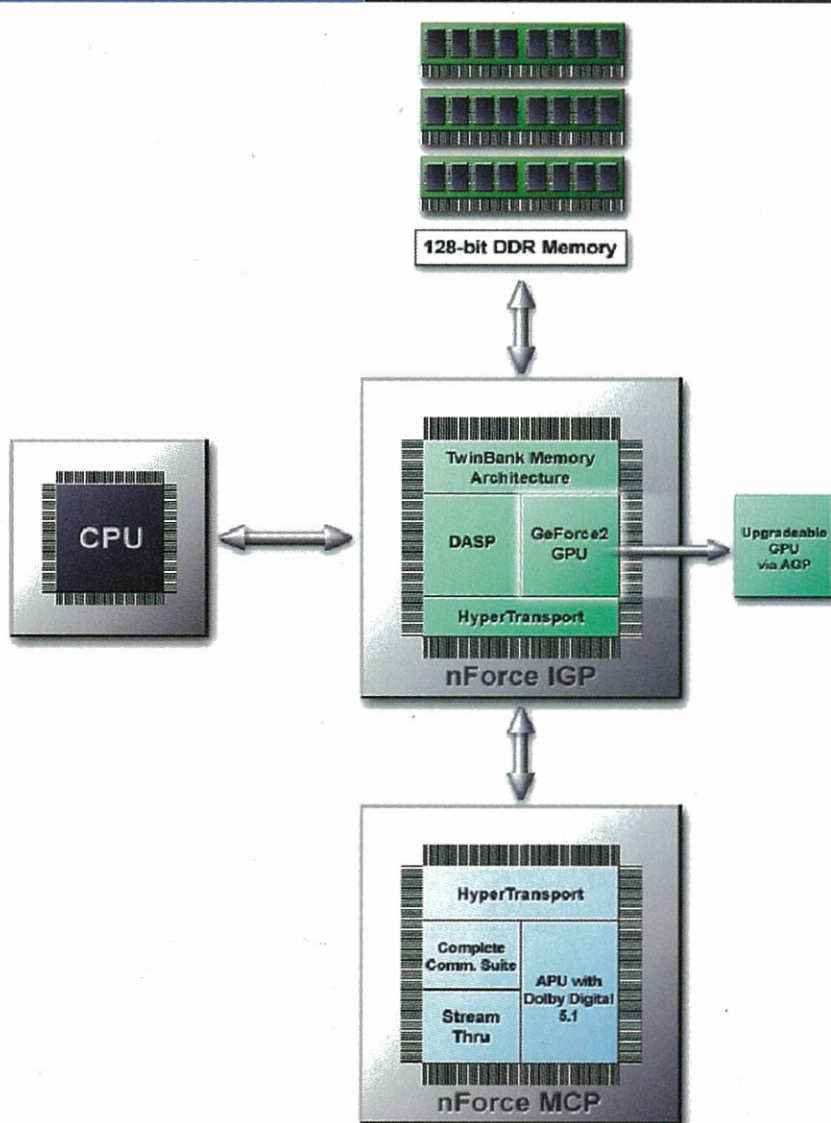 128-bit DDR Memory
TwinBank Memory
Architecture
CPU
DASP
GeForce2
GPU
Upgradeable
GPU
via AGP
HyperTransport
nForce IGP
HyperTransport
Complete
Comm. Suite
APU with
Dolby Digital
5.1
Stream
Thru
nForce MCP